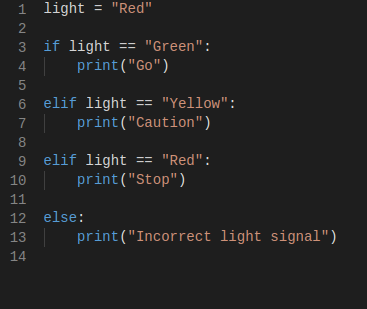 1 light = "Red"
2
3 if light == "Green":
4     print("Go")
5
6 elif light == "Yellow":
7     print("Caution")
8
9 elif light == "Red":
10     print("Stop")
11
12 else:
13     print("Incorrect light signal")
14